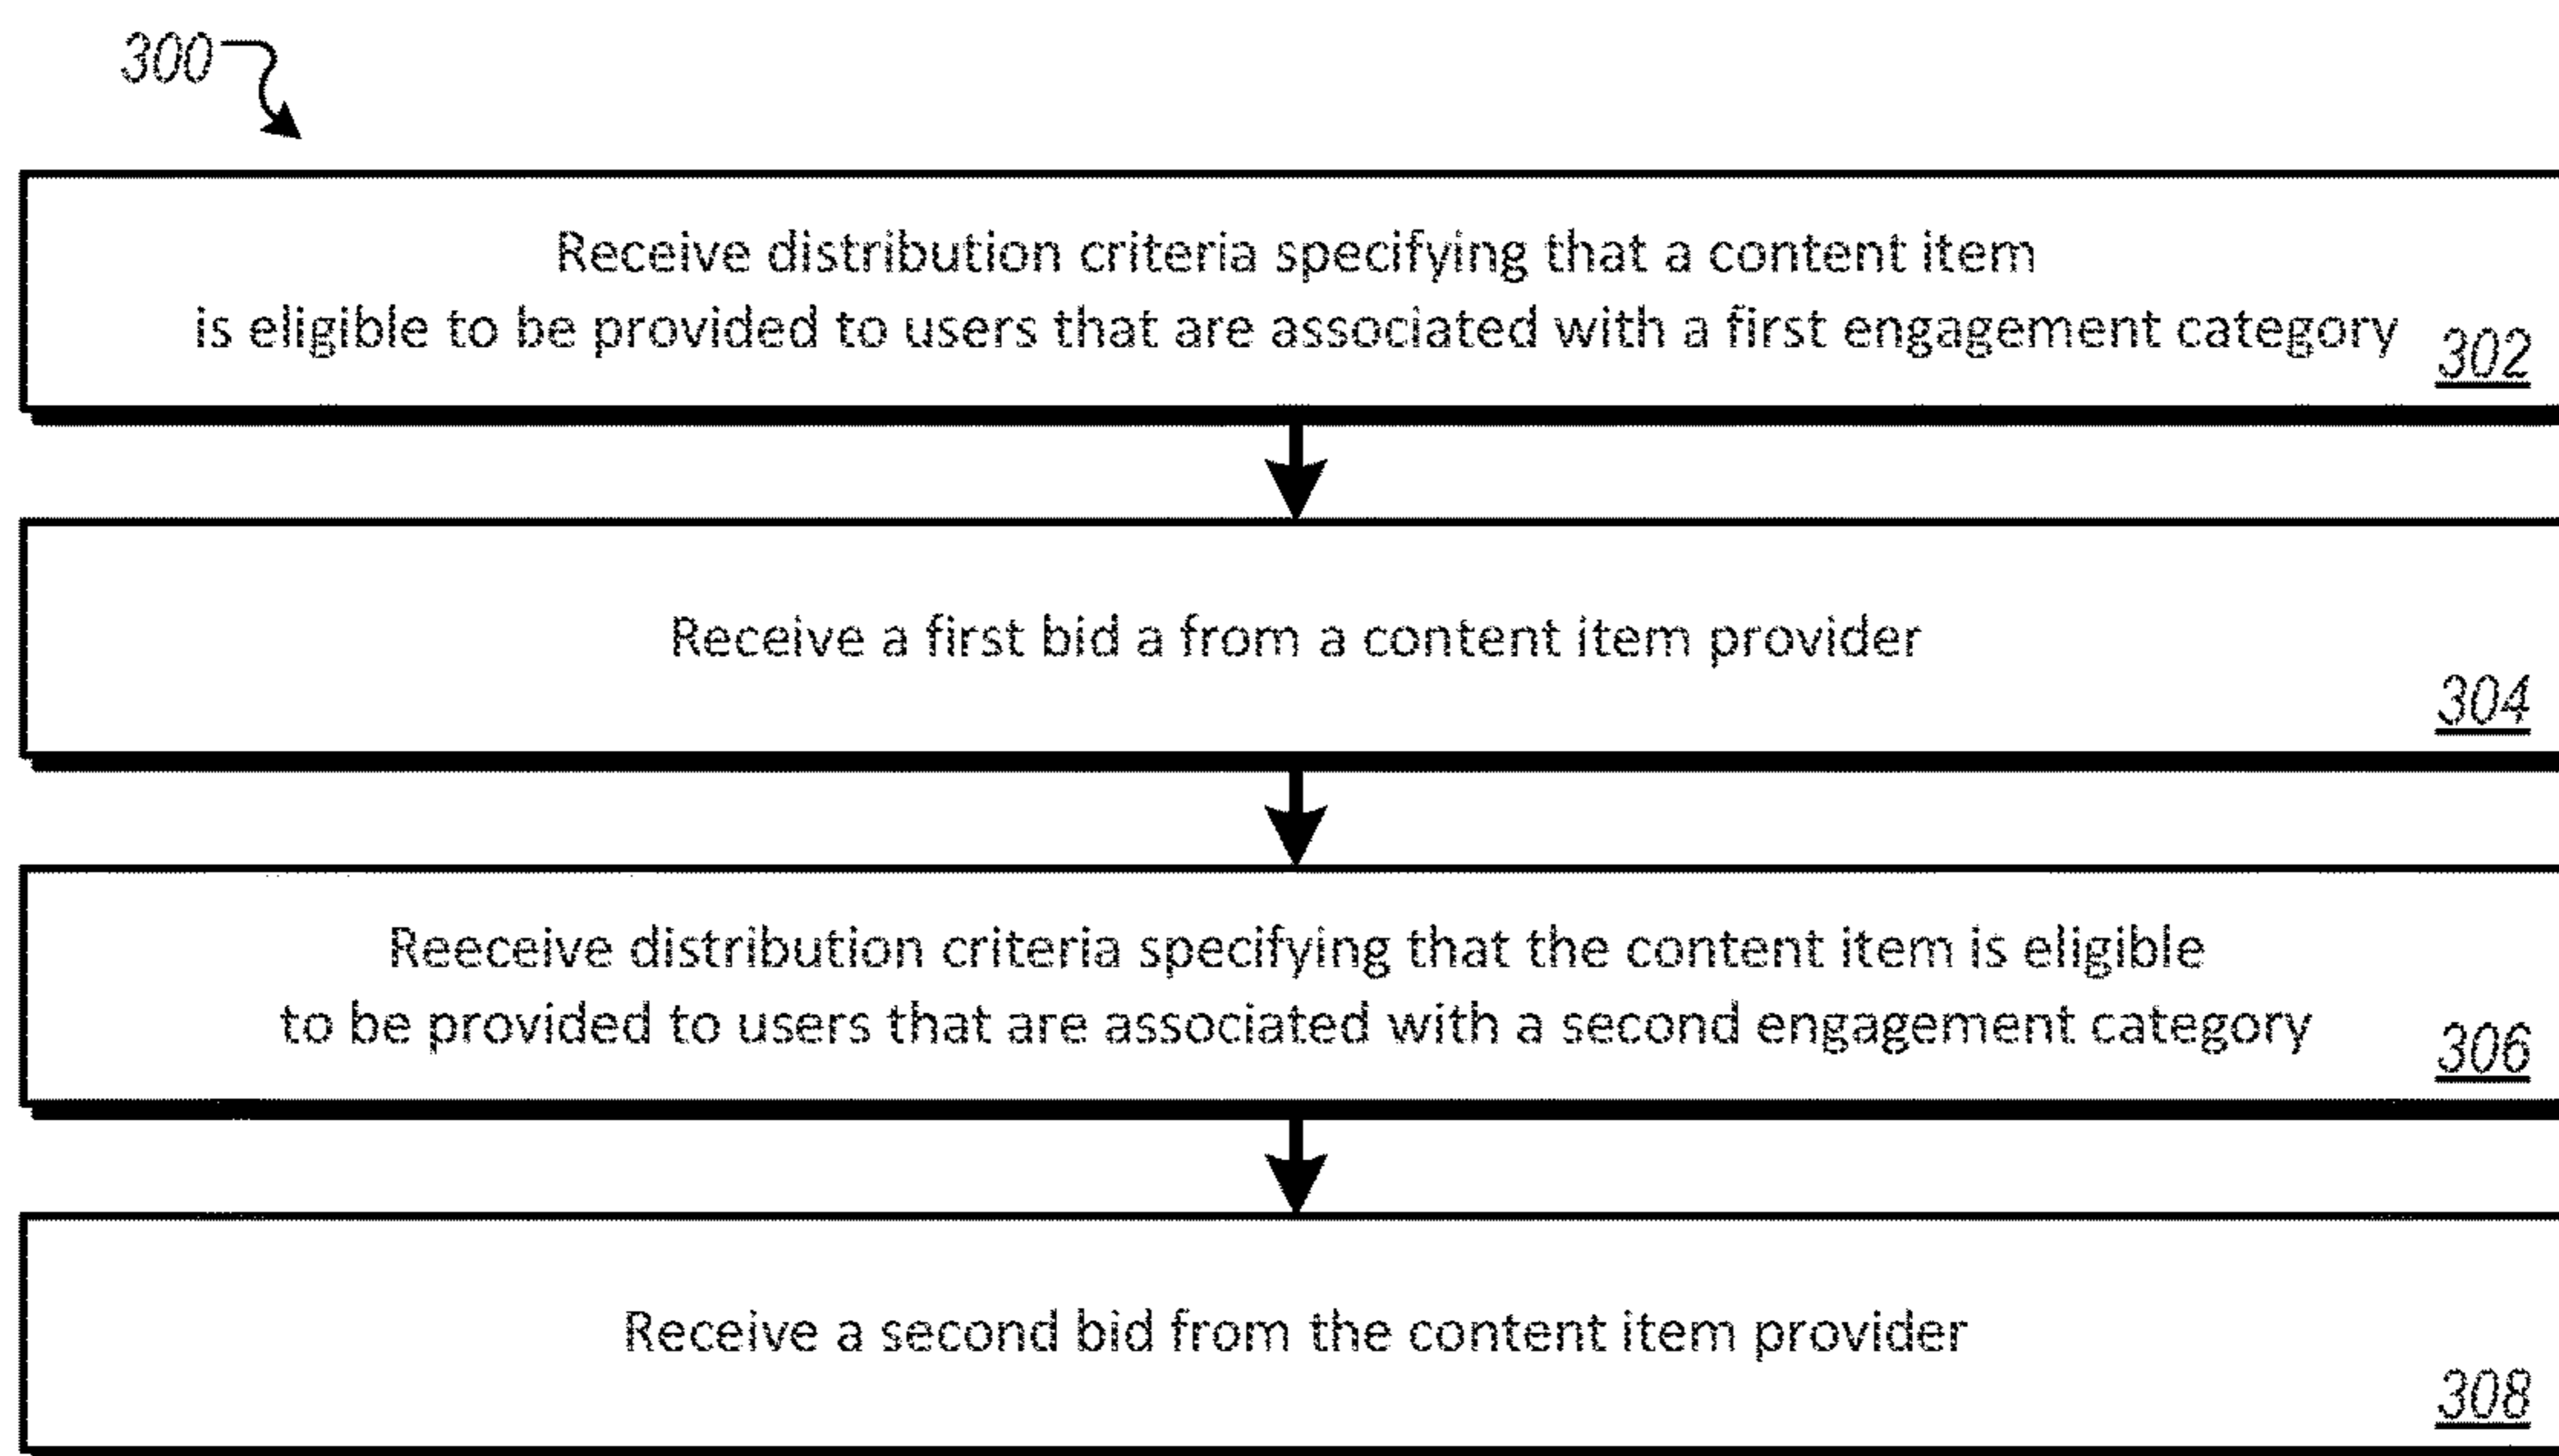 300
Receive distribution criteria specifying that a content item
is eligible to be provided to users that are associated with a first engagement category
302
Receive a first bid a from a content item provider
304
Reeceive distribution criteria specifying that the content item is eligible
to be provided to users that are associated with a second engagement category
306
Receive a second bid from the content item provider
308